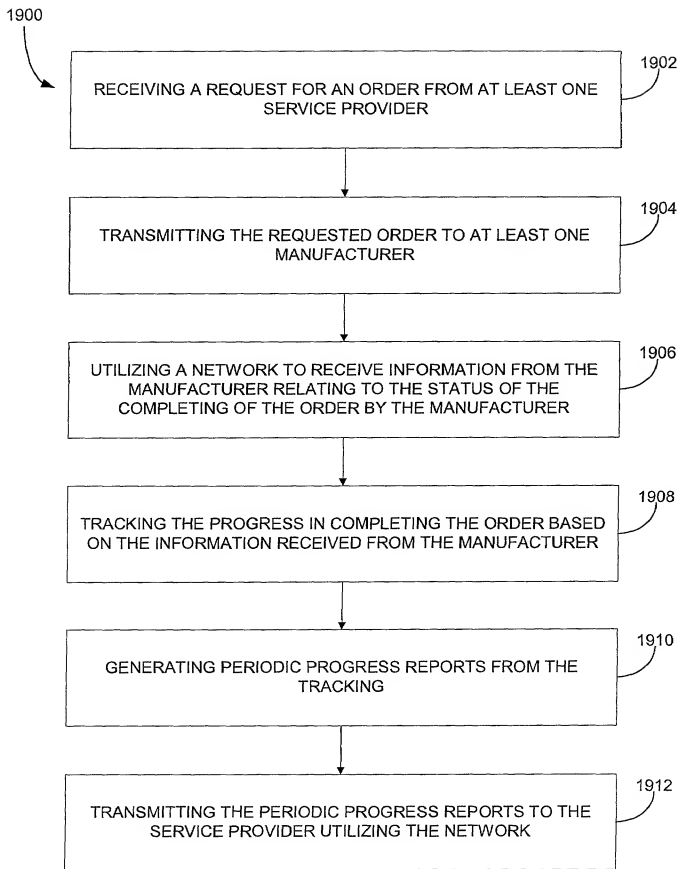 1900
1902
RECEIVING A REQUEST FOR AN ORDER FROM AT LEAST ONE
SERVICE PROVIDER
1904
TRANSMITTING THE REQUESTED ORDER TO AT LEAST ONE
MANUFACTURER
1906
UTILIZING A NETWORK TO RECEIVE INFORMATION FROM THE
MANUFACTURER RELATING TO THE STATUS OF THE
COMPLETING OF THE ORDER BY THE MANUFACTURER
1908
TRACKING THE PROGRESS IN COMPLETING THE ORDER BASED
ON THE INFORMATION RECEIVED FROM THE MANUFACTURER
1910
GENERATING PERIODIC PROGRESS REPORTS FROM THE
TRACKING
1912
TRANSMITTING THE PERIODIC PROGRESS REPORTS TO THE
SERVICE PROVIDER UTILIZING THE NETWORK